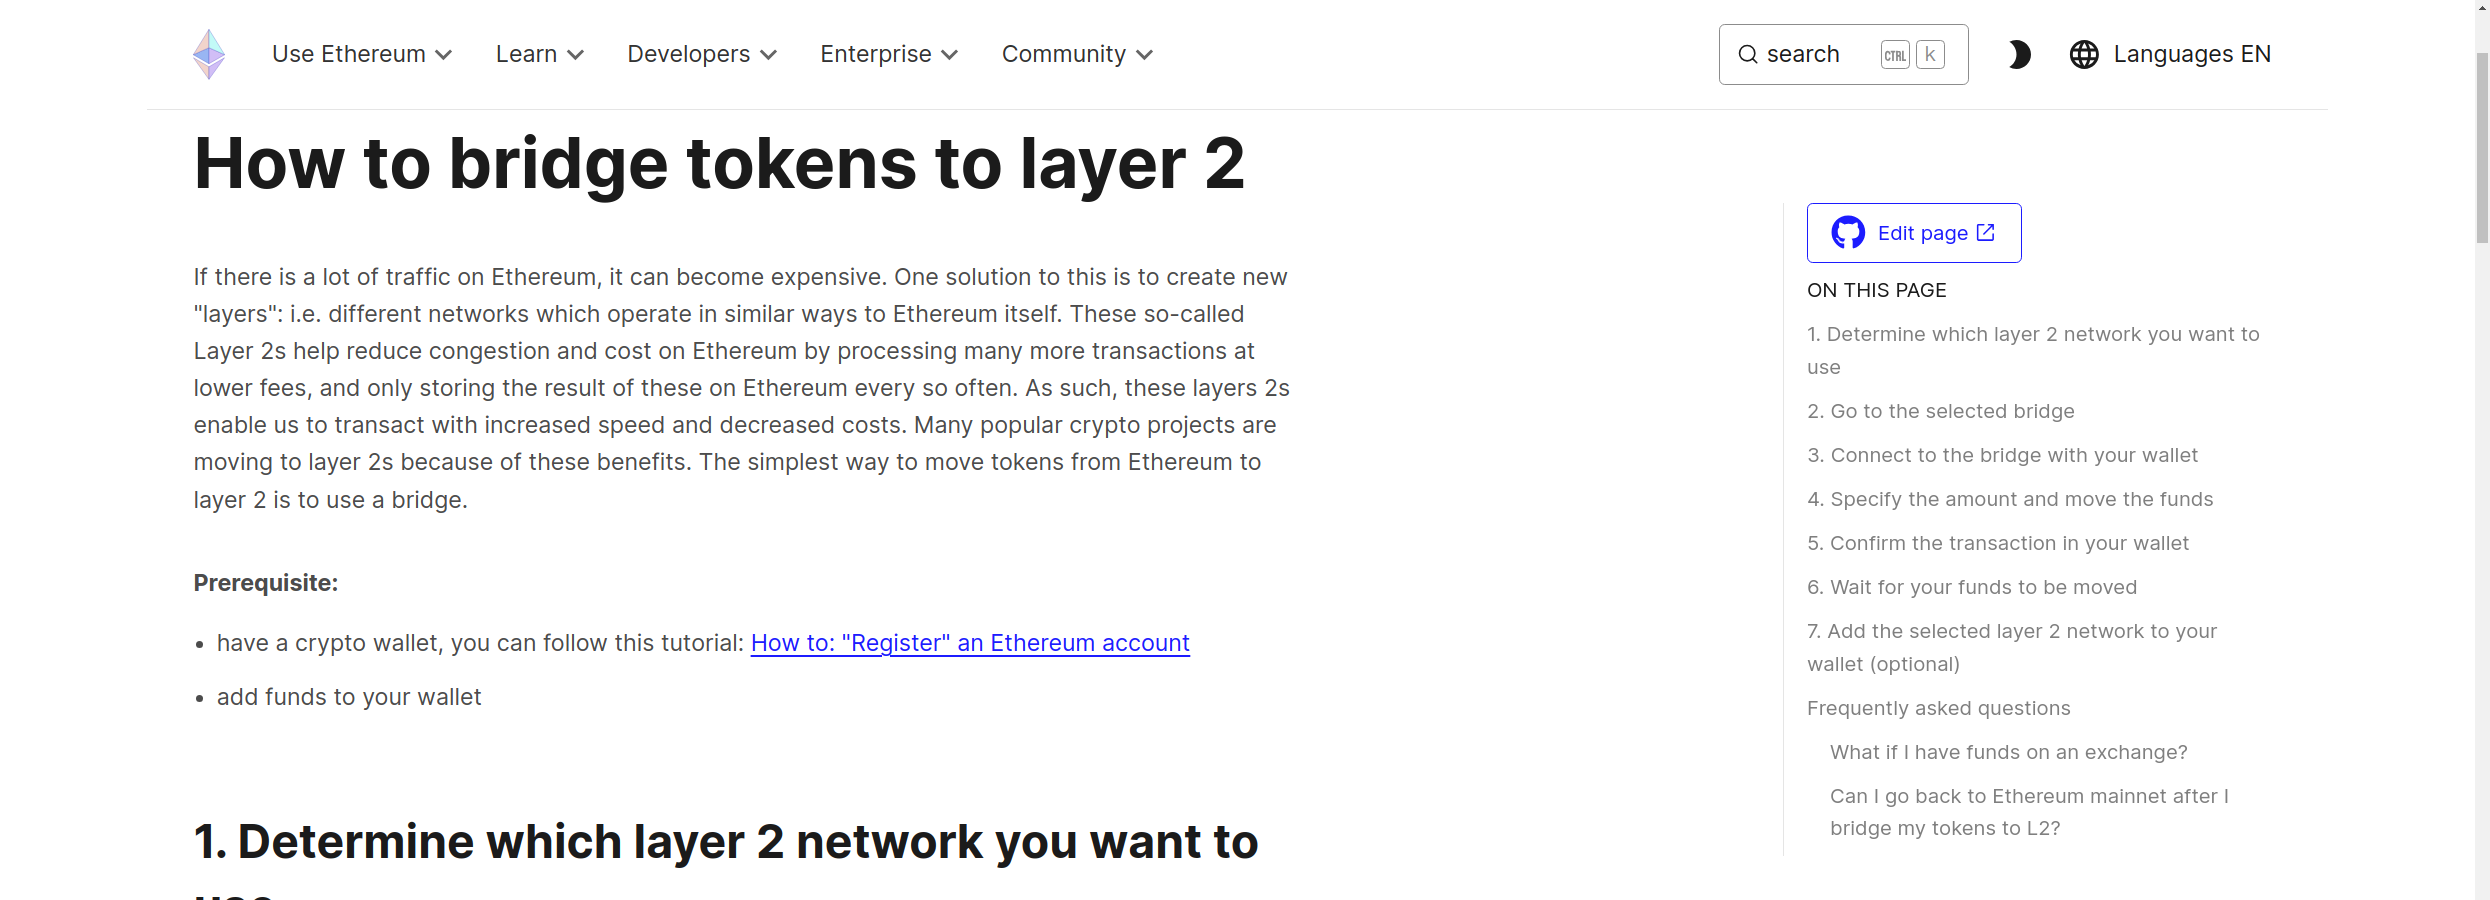 Use Ethereum Learn Developers Enterprise Community search CTRL k Languages EN
How to bridge tokens to layer 2
If there is a lot of traffic on Ethereum, it can become expensive. One solution to this is to create new
"layers": i.e. different networks which operate in similar ways to Ethereum itself. These so-called
Layer 2s help reduce congestion and cost on Ethereum by processing many more transactions at
lower fees, and only storing the result of these on Ethereum every so often. As such, these layers 2s
enable us to transact with increased speed and decreased costs. Many popular crypto projects are
moving to layer 2s because of these benefits. The simplest way to move tokens from Ethereum to
layer 2 is to use a bridge.
Prerequisite:
• have a crypto wallet, you can follow this tutorial: How to: "Register" an Ethereum account
• add funds to your wallet
1. Determine which layer 2 network you want to
Edit page
ON THIS PAGE
1. Determine which layer 2 network you want to
use
2. Go to the selected bridge
3. Connect to the bridge with your wallet
4. Specify the amount and move the funds
5. Confirm the transaction in your wallet
6. Wait for your funds to be moved
7. Add the selected layer 2 network to your
wallet (optional)
Frequently asked questions
What if I have funds on an exchange?
Can I go back to Ethereum mainnet after I
bridge my tokens to L2?